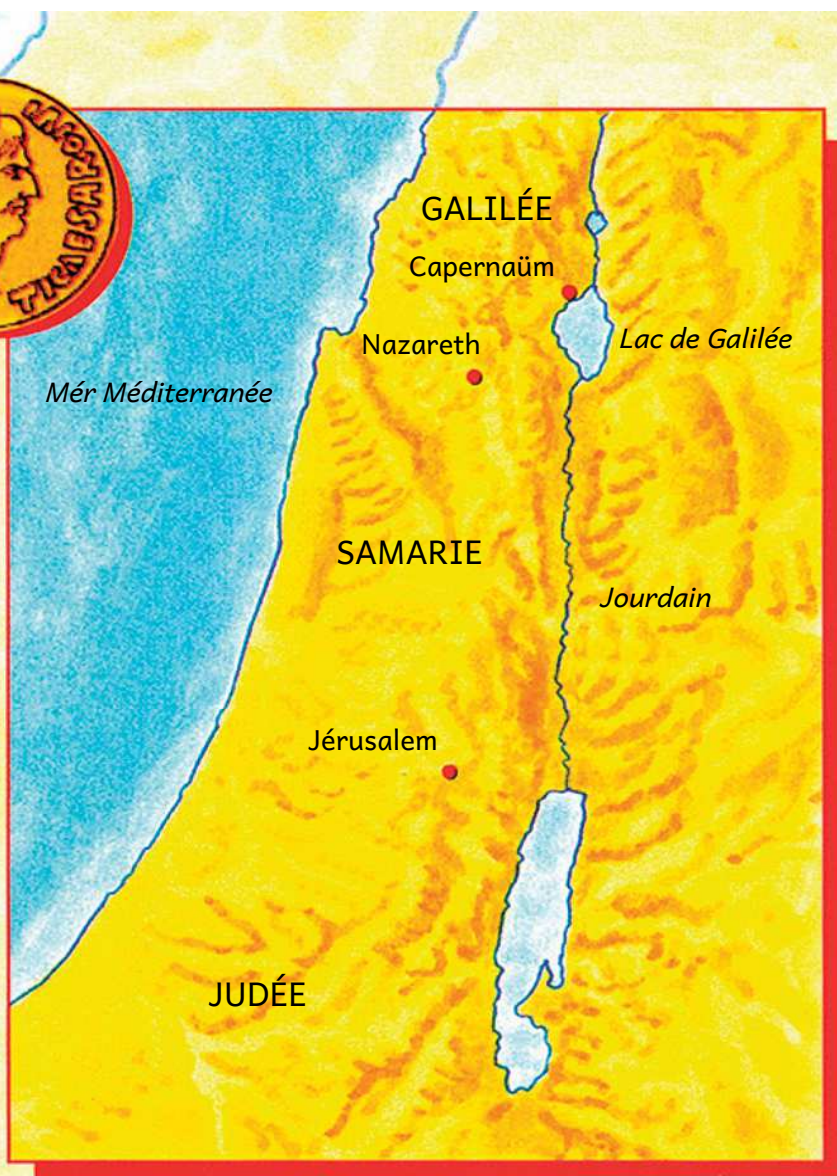 GALILÉE
Capernaüm
Lac de Galilée
Nazareth
Mér Méditerranée
SAMARIE
Jourdain
Jérusalem
JUDÉE